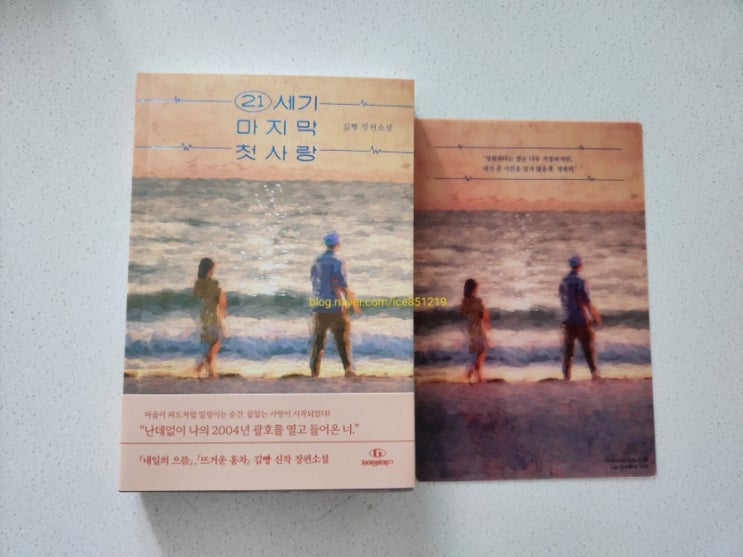 21세기
마지막
첫사랑
김빵 장편소설
blog.naver.com/ice851219
마음이 파도처럼 일렁이는 순간, 끝없는 사랑이 시작되었다!
“난데없이 나의 2004년 괄호를 열고 들어온 너.”
『내일의 으뜸』, 『뜨거운 홍차』 김빵 신작 장편소설